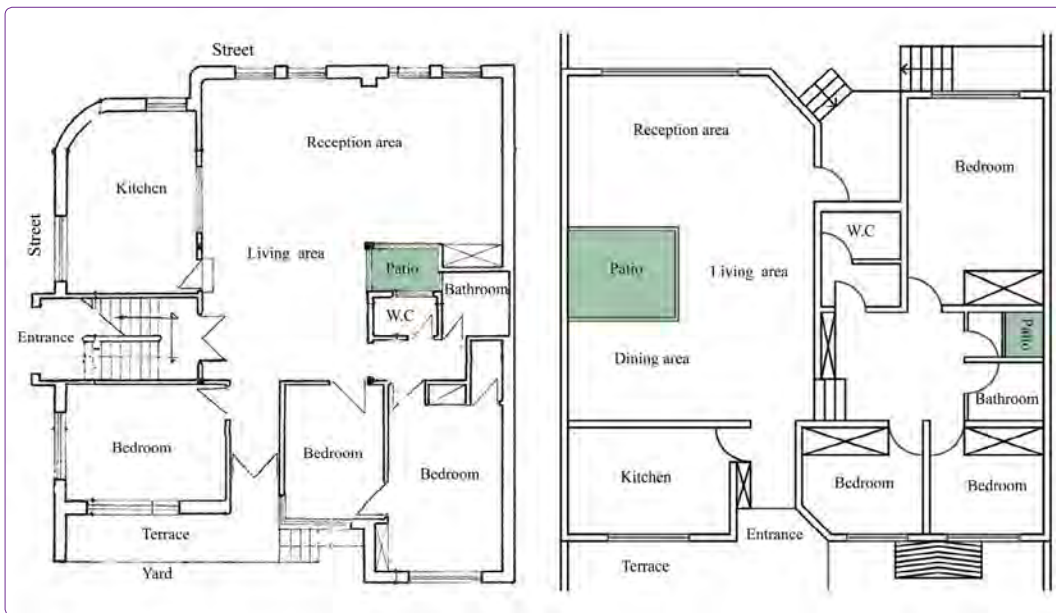 Street
Reception area
Kitchen
Street
Living area
Patio
Bathroom
W.C
Entrance
Bedroom
Bedroom
Bedroom
Terrace
Yard
Reception area
Bedroom
W.C
Patio
Living area
Patio
Dining area
Bathroom
Kitchen
Bedroom
Bedroom
Entrance
Terrace